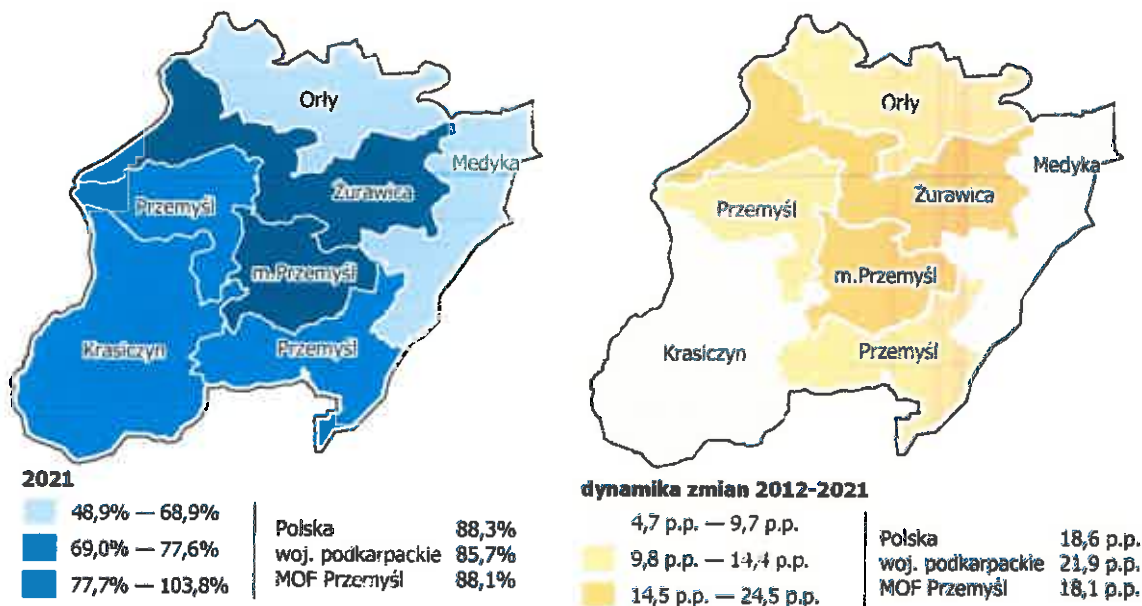 Orły
Medyka
Żurawica
Przemyśl
m.Przemyśl
Krasiczyn
Przemyśl
2021
48,9% — 68,9%
69,0% — 77,6%
77,7% — 103,8%
Polska 88,3%
woj. podkarpackie 85,7%
MOF Przemyśl 88,1%
Orły
Medyka
Żurawica
Przemyśl
m.Przemyśl
Krasiczyn
Przemyśl
dynamika zmian 2012-2021
4,7 p.p. — 9,7 p.p.
9,8 p.p. — 14,4 p.p.
14,5 p.p. — 24,5 p.p.
Polska 18,6 p.p.
woj. podkarpackie 21,9 p.p.
MOF Przemyśl 18,1 p.p.